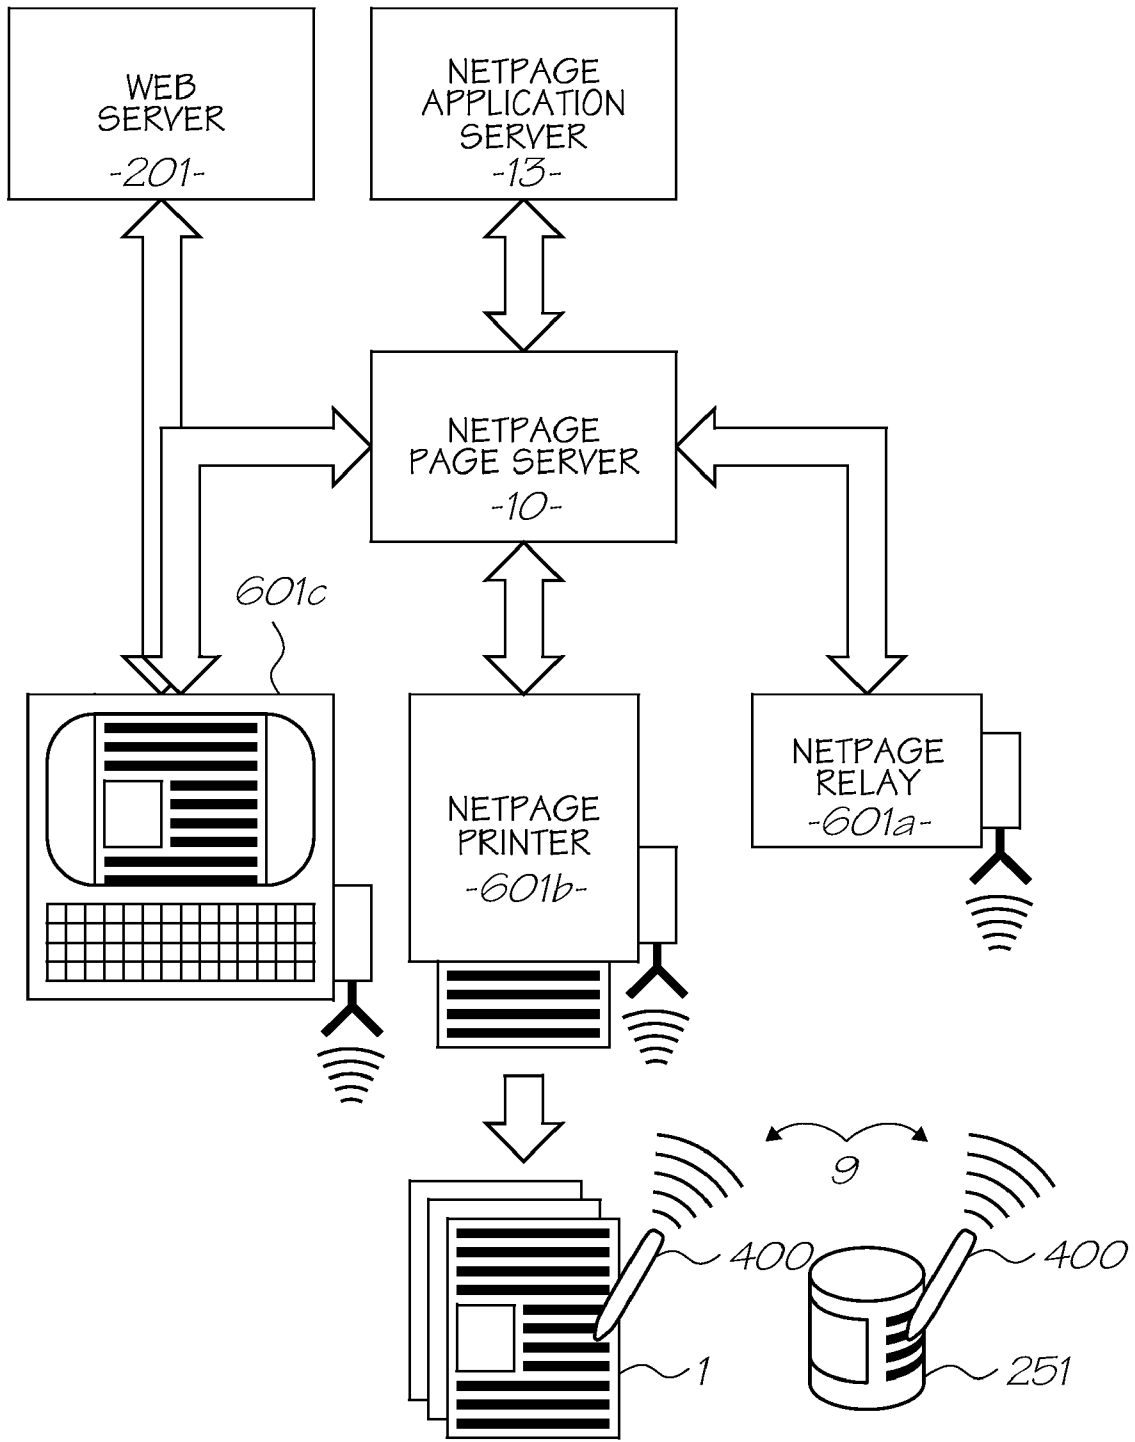 WEB
SERVER
-201-
NETPAGE
APPLICATION
SERVER
-13-
NETPAGE
PAGE SERVER
-10-
601c
NETPAGE
PRINTER
-601b-
NETPAGE
RELAY
-601a-
9
400
400
1
251